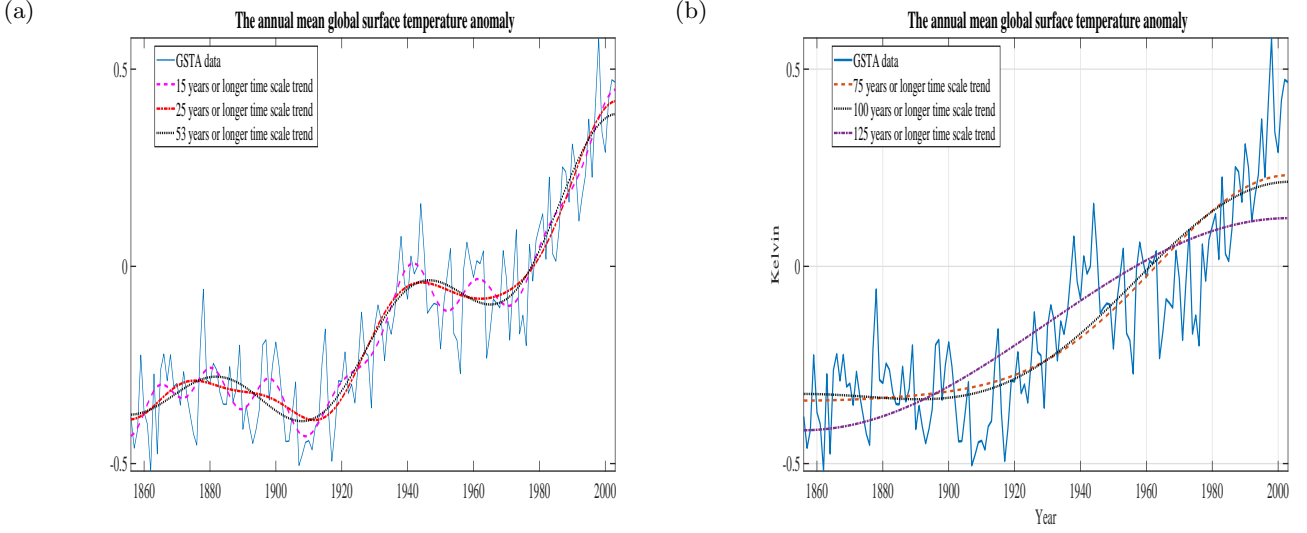 (a)
The annual mean global surface temperature anomaly
GSTA data
15 years or longer time scale trend
25 years or longer time scale trend
53 years or longer time scale trend
0.5
0
-0.5
1860 1880 1900 1920 1940 1960 1980 2000
(b)
The annual mean global surface temperature anomaly
GSTA data
75 years or longer time scale trend
100 years or longer time scale trend
125 years or longer time scale trend
Kelvin
0.5
0
-0.5
1860 1880 1900 1920 1940 1960 1980 2000
Year